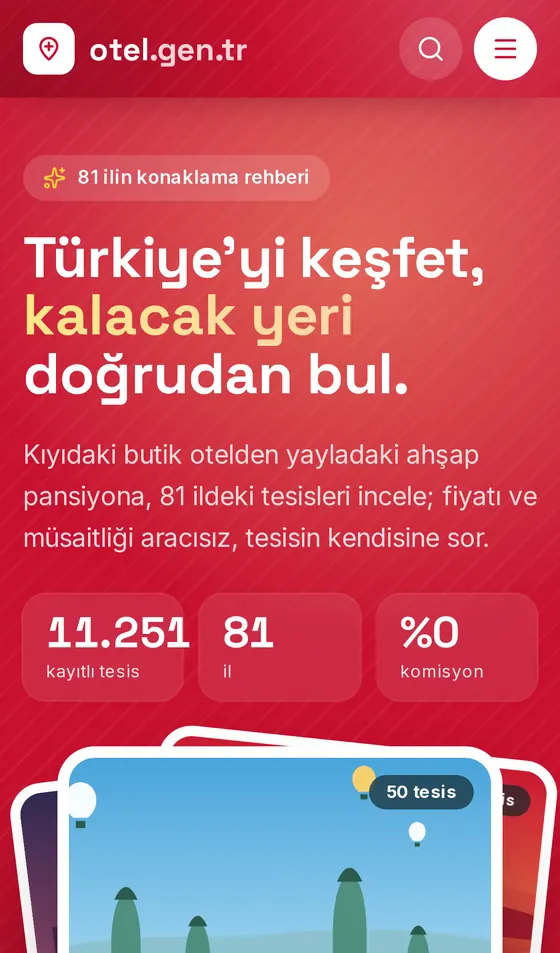 otel.gen.tr
81 ilin konaklama rehberi
Türkiye’yi keşfet,
kalacak yeri
doğrudan bul.
Kıyıdaki butik otelden yayladaki ahşap
pansiyona, 81 ildeki tesisleri incele; fiyatı ve
müsaitliği aracısız, tesisin kendisine sor.
11.251
kayıtlı tesis
81
il
%0
komisyon
50 tesis